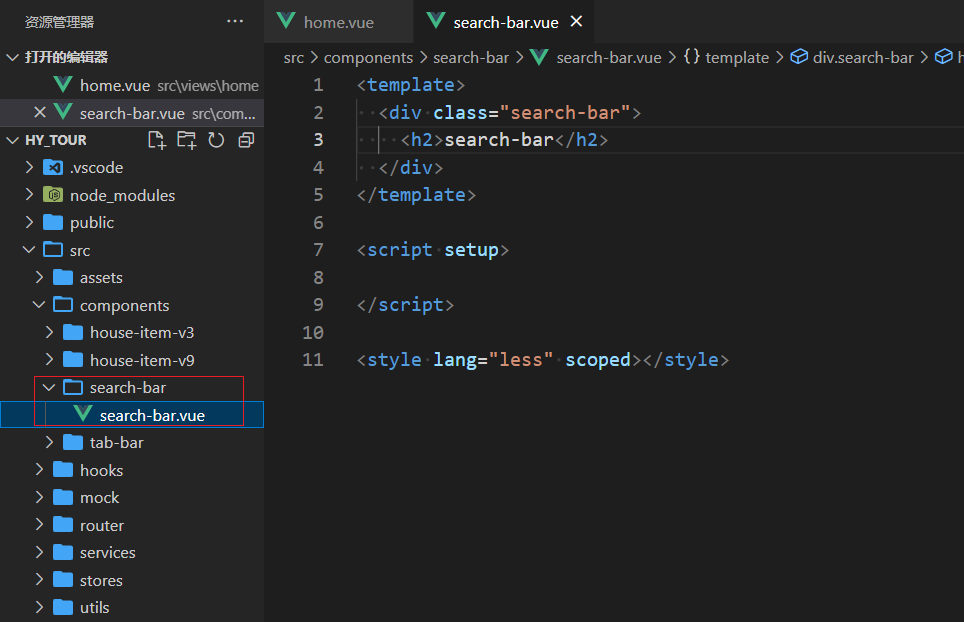 资源管理器 ···
打开的编辑器
home.vue src\views\home
search-bar.vue src\com...
HY_TOUR
.vscode
node_modules
public
src
assets
components
house-item-v3
house-item-v9
search-bar
search-bar.vue
tab-bar
hooks
mock
router
services
stores
utils
home.vue search-bar.vue
src > components > search-bar > search-bar.vue > {} template > div.search-bar > h
1 <template>
2 <div class="search-bar">
3 <h2>search-bar</h2>
4 </div>
5 </template>
6
7 <script setup>
8
9 </script>
10
11 <style lang="less" scoped></style>